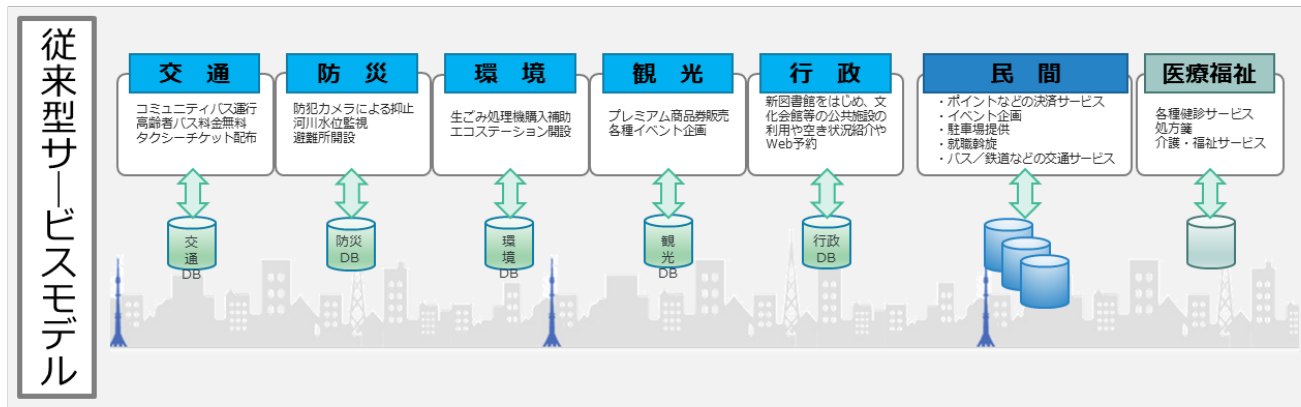 従来型サービスモデル
交　通
コミュニティバス運行
高齢者バス料金無料
タクシーチケット配布
交
通
DB
防　災
防犯カメラによる抑止
河川水位監視
避難所開設
防災
DB
環　境
生ごみ処理機購入補助
エコステーション開設
環
境
DB
観　光
プレミアム商品券販売
各種イベント企画
観
光
DB
行　政
新図書館をはじめ、文
化会館等の公共施設の
利用や空き状況紹介や
Web予約
行政
DB
民　間
・ポイントなどの決済サービス
・イベント企画
・駐車場提供
・就職斡旋
・バス／鉄道などの交通サービス
医療福祉
各種健診サービス
処方箋
介護・福祉サービス